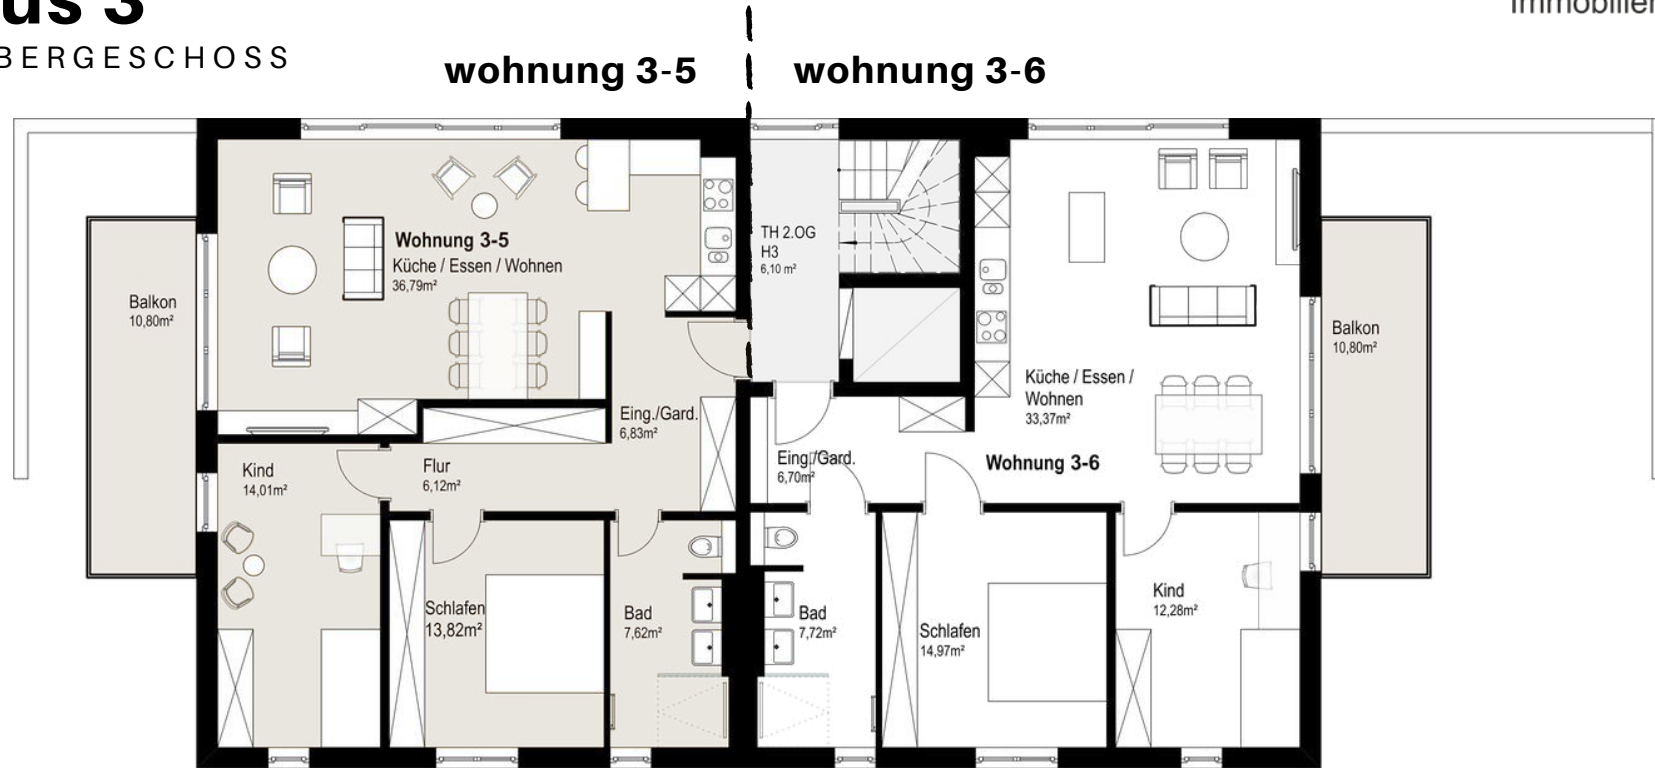 us 3
Immobilien
BERGESCHOSS
wohnung 3-5
wohnung 3-6
Wohnung 3-5
Küche / Essen / Wohnen
36,79m²
Balkon
10,80m²
Eing./Gard.
6,83m²
Kind
14,01m²
Flur
6,12m²
Schlafen
13,82m²
Bad
7,62m²
TH 2.OG
H3
6,10 m²
Küche / Essen /
Wohnen
33,37m²
Wohnung 3-6
Balkon
10,80m²
Eing./Gard.
6,70m²
Bad
7,72m²
Schlafen
14,97m²
Kind
12,28m²